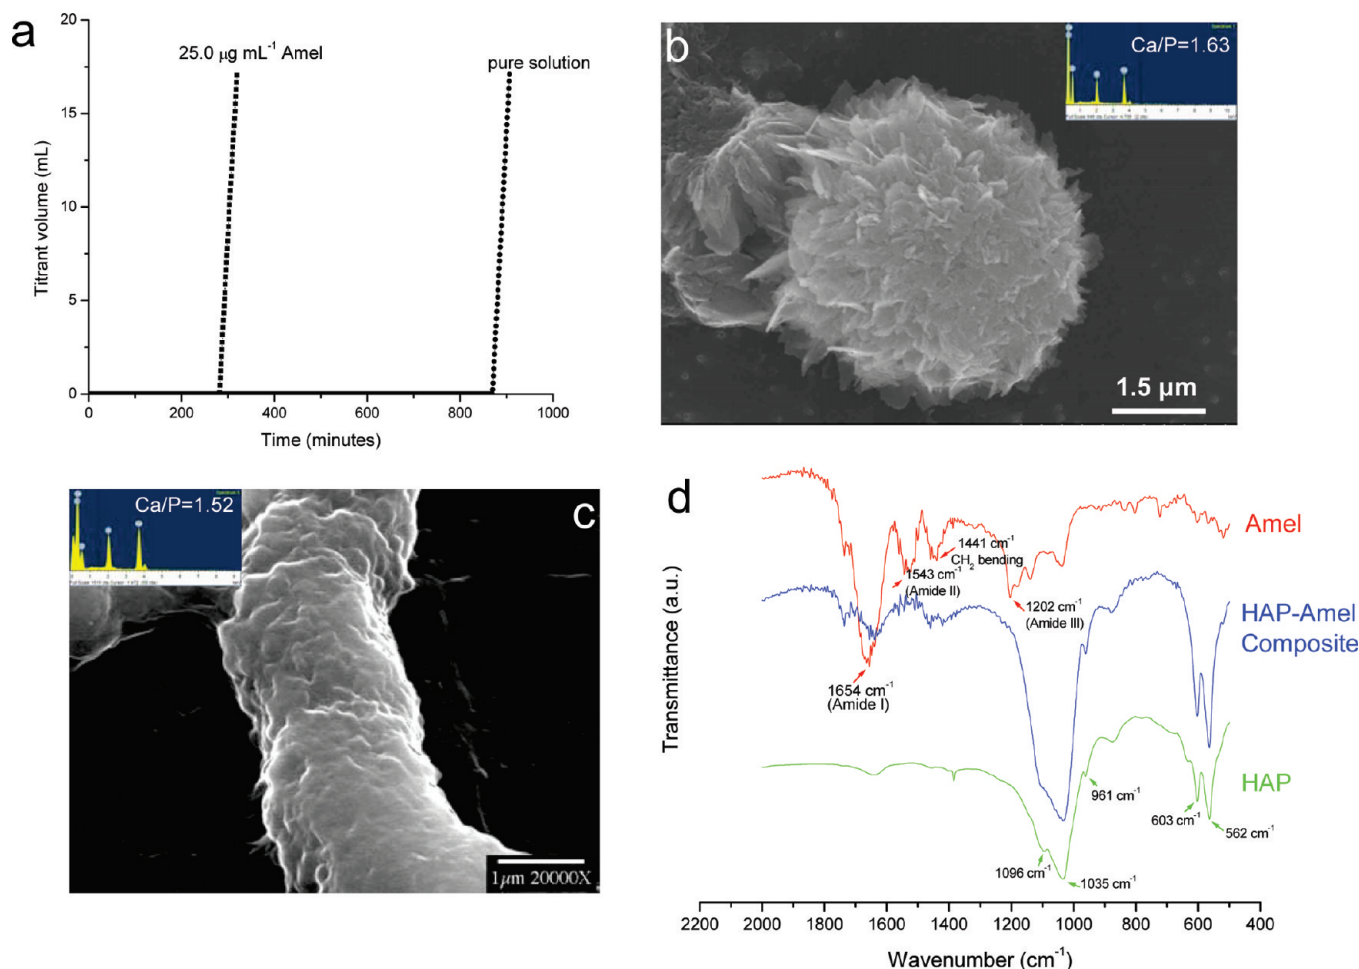 a
20
15
10
5
0
Titrant volume (mL)
25.0 µg mL⁻¹ Amel
pure solution
0 200 400 600 800 1000
Time (minutes)
b
Ca/P=1.63
1.5 µm
Ca/P=1.52
c
1µm 20000X
d
Amel
1441 cm⁻¹
CH₂ bending
1543 cm⁻¹
(Amide II)
1202 cm⁻¹
(Amide III)
HAP-Amel
Composite
1654 cm⁻¹
(Amide I)
HAP
961 cm⁻¹
603 cm⁻¹
562 cm⁻¹
1096 cm⁻¹
1035 cm⁻¹
Transmittance (a.u.)
2200 2000 1800 1600 1400 1200 1000 800 600 400
Wavenumber (cm⁻¹)